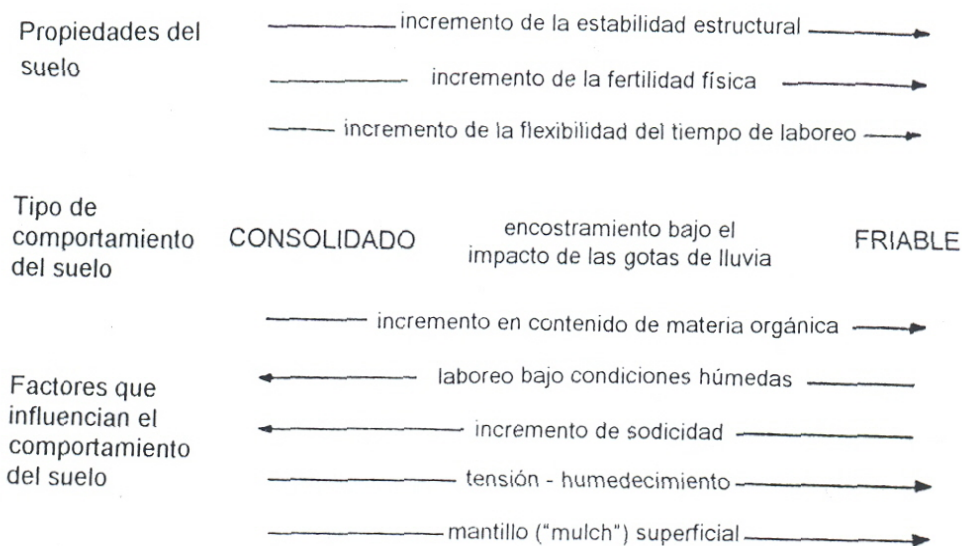 Propiedades del
suelo
incremento de la estabilidad estructural
incremento de la fertilidad física
incremento de la flexibilidad del tiempo de laboreo
Tipo de
comportamiento
del suelo
CONSOLIDADO
encostramiento bajo el
impacto de las gotas de lluvia
FRIABLE
Factores que
influencian el
comportamiento
del suelo
incremento en contenido de materia orgánica
laboreo bajo condiciones húmedas
incremento de sodicidad
tensión - humedecimiento
mantillo ("mulch") superficial